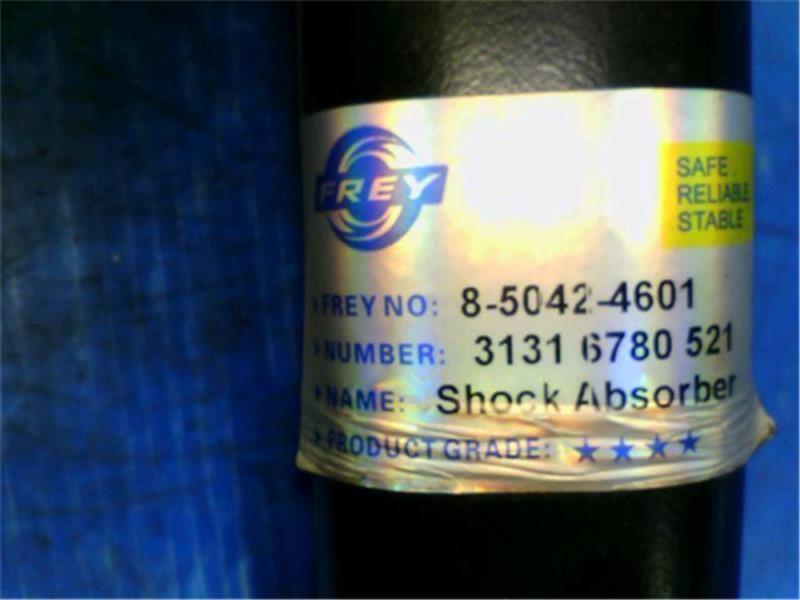 FREY
SAFE
RELIABLE
STABLE
FREY NO: 8-5042-4601
NUMBER: 3131 6780 521
NAME: Shock Absorber
PRODUCT GRADE: ★★★★